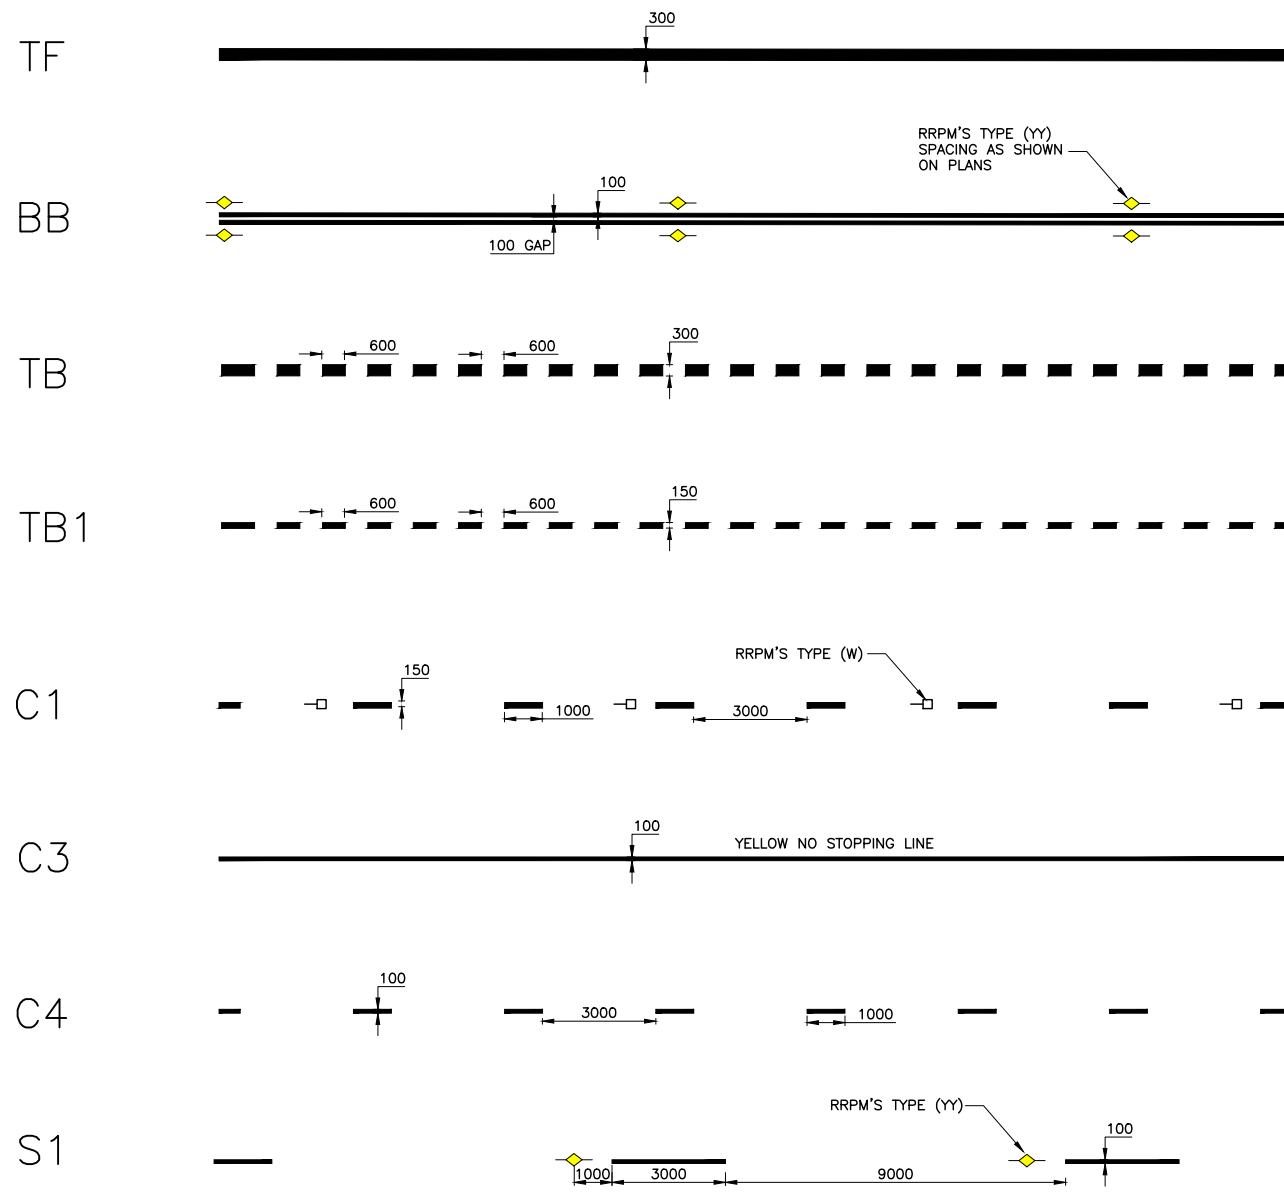 TF
300
BB
100
100 GAP
RRPM'S TYPE (YY)
SPACING AS SHOWN
ON PLANS
TB
600
600
300
TB1
600
600
150
C1
150
1000
RRPM'S TYPE (W)
3000
C3
100
YELLOW NO STOPPING LINE
C4
100
3000
1000
S1
RRPM'S TYPE (YY)
100
1000
3000
9000